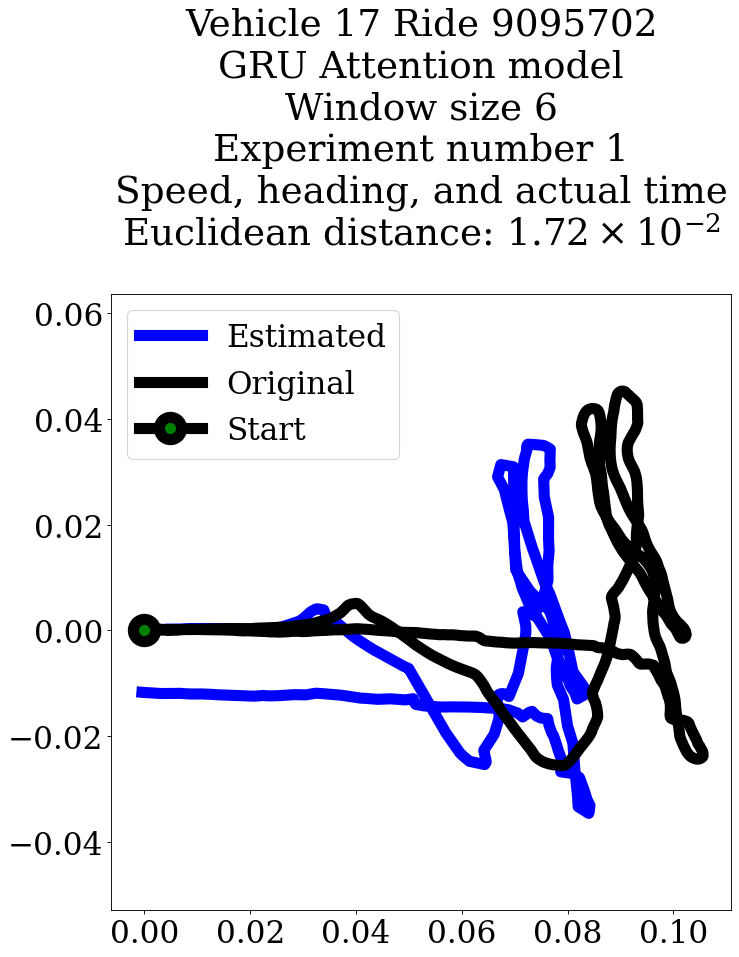 Vehicle 17 Ride 9095702
GRU Attention model
Window size 6
Experiment number 1
Speed, heading, and actual time
Euclidean distance: 1.72 × 10⁻²
0.06
0.04
0.02
0.00
−0.02
−0.04
Estimated
Original
Start
0.00 0.02 0.04 0.06 0.08 0.10